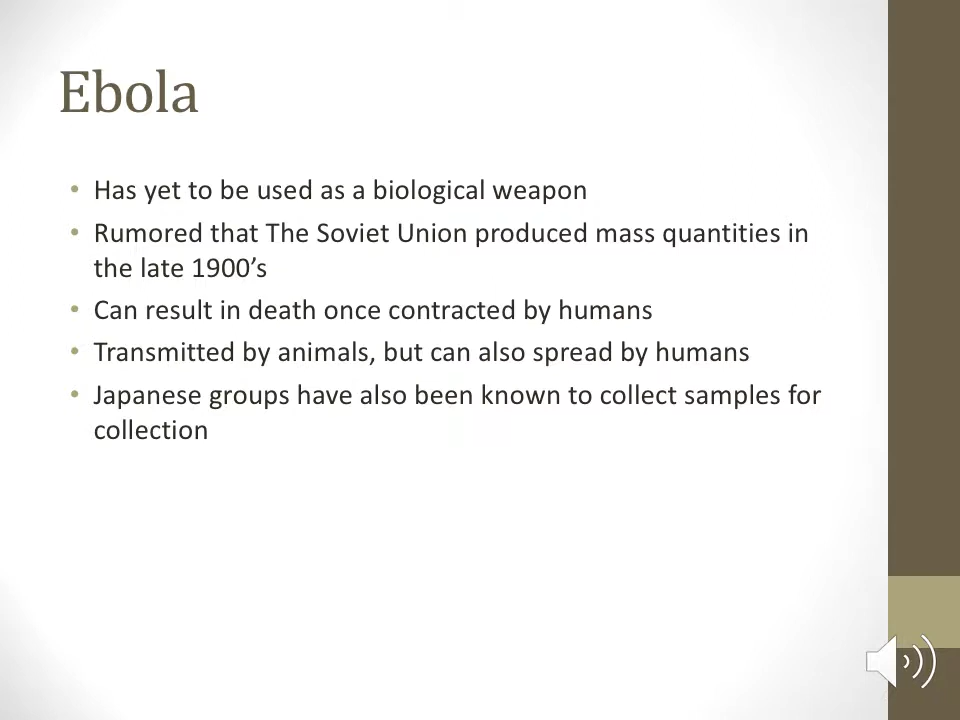 Ebola
• Has yet to be used as a biological weapon
• Rumored that The Soviet Union produced mass quantities in
the late 1900’s
• Can result in death once contracted by humans
• Transmitted by animals, but can also spread by humans
• Japanese groups have also been known to collect samples for
collection